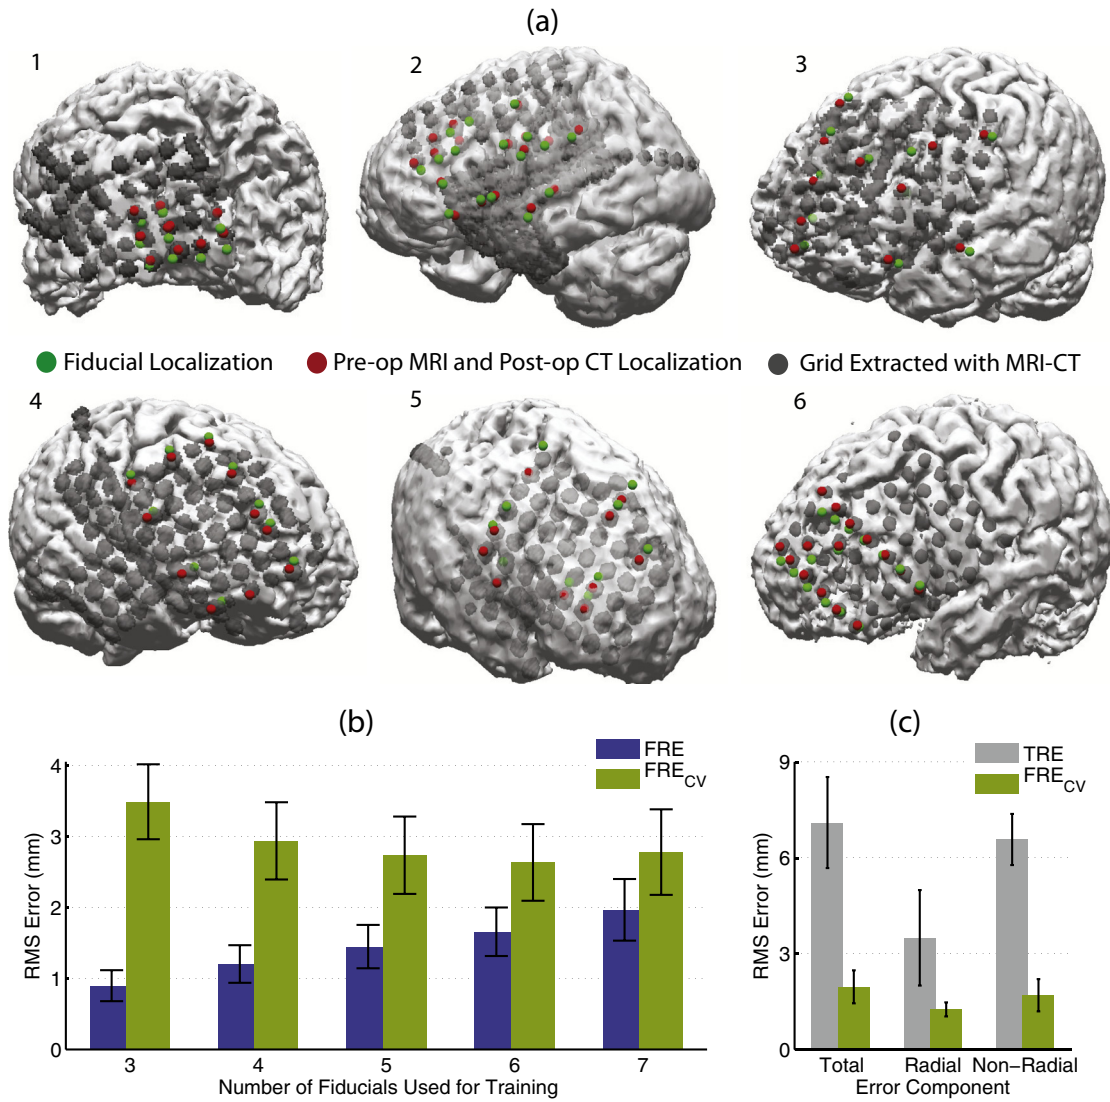 (a)
1
2
3
Fiducial Localization
Pre-op MRI and Post-op CT Localization
Grid Extracted with MRI-CT
4
5
6
(b)
FRE
FRE_CV
4
3
2
1
0
RMS Error (mm)
3 4 5 6 7
Number of Fiducials Used for Training
(c)
TRE
FRE_CV
9
6
3
0
RMS Error (mm)
Total Radial Non−Radial
Error Component